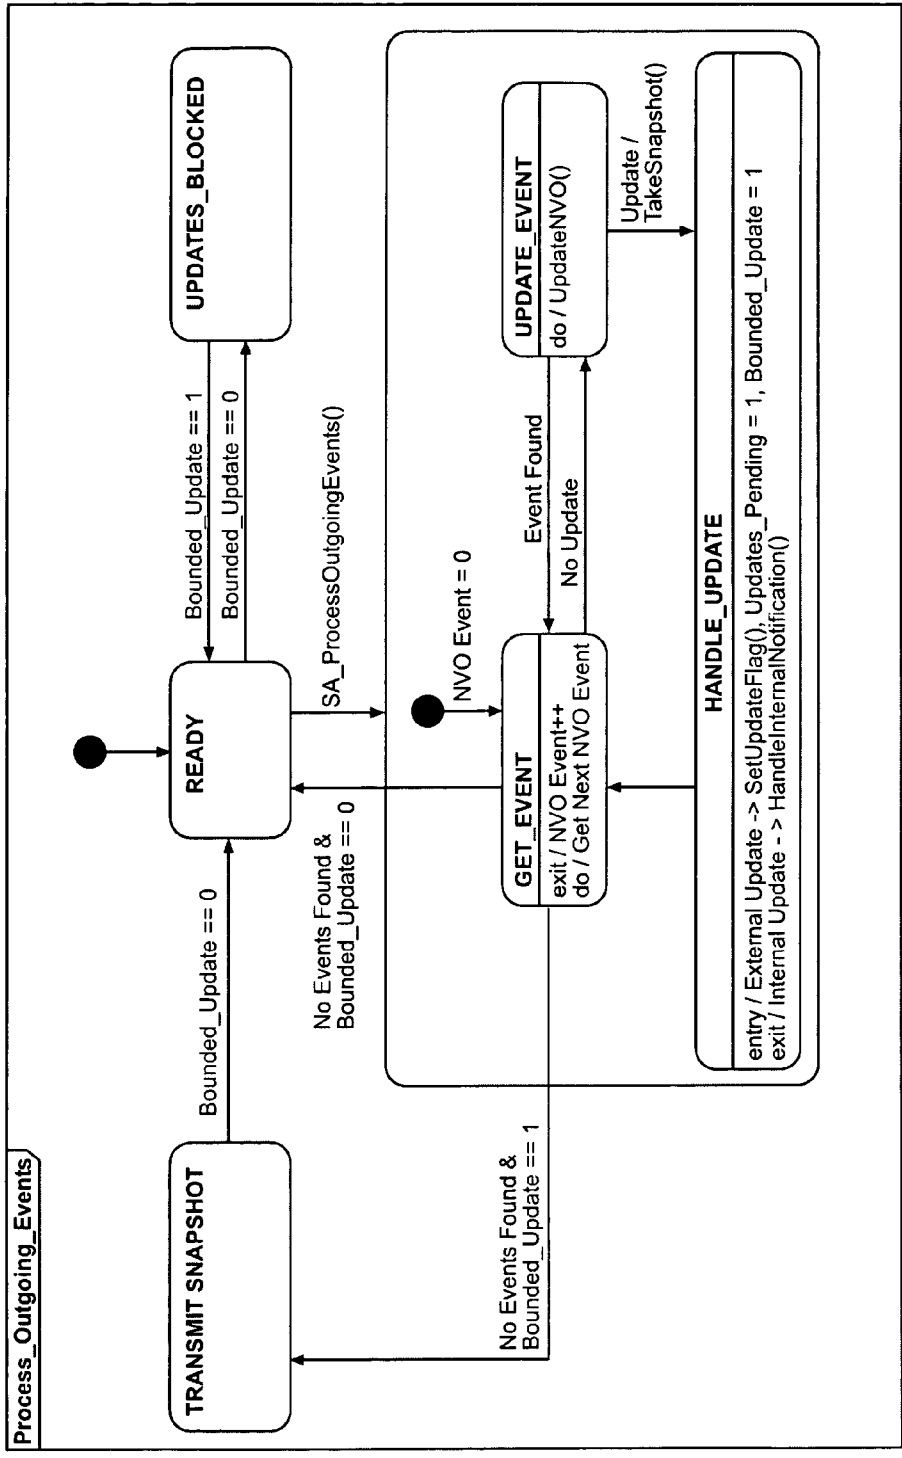 Process_Outgoing_Events
TRANSMIT SNAPSHOT
Bounded_Update == 0
READY
Bounded_Update == 1
Bounded_Update == 0
UPDATES_BLOCKED
No Events Found &
Bounded_Update == 0
SA_ProcessOutgoingEvents()
No Events Found &
Bounded_Update == 1
NVO Event = 0
GET_EVENT
exit / NVO Event++
do / Get Next NVO Event
Event Found
No Update
UPDATE_EVENT
do / UpdateNVO()
Update /
TakeSnapshot()
HANDLE_UPDATE
entry / External Update -> SetUpdateFlag(), Updates_Pending = 1, Bounded_Update = 1
exit / Internal Update - > HandleInternalNotification()